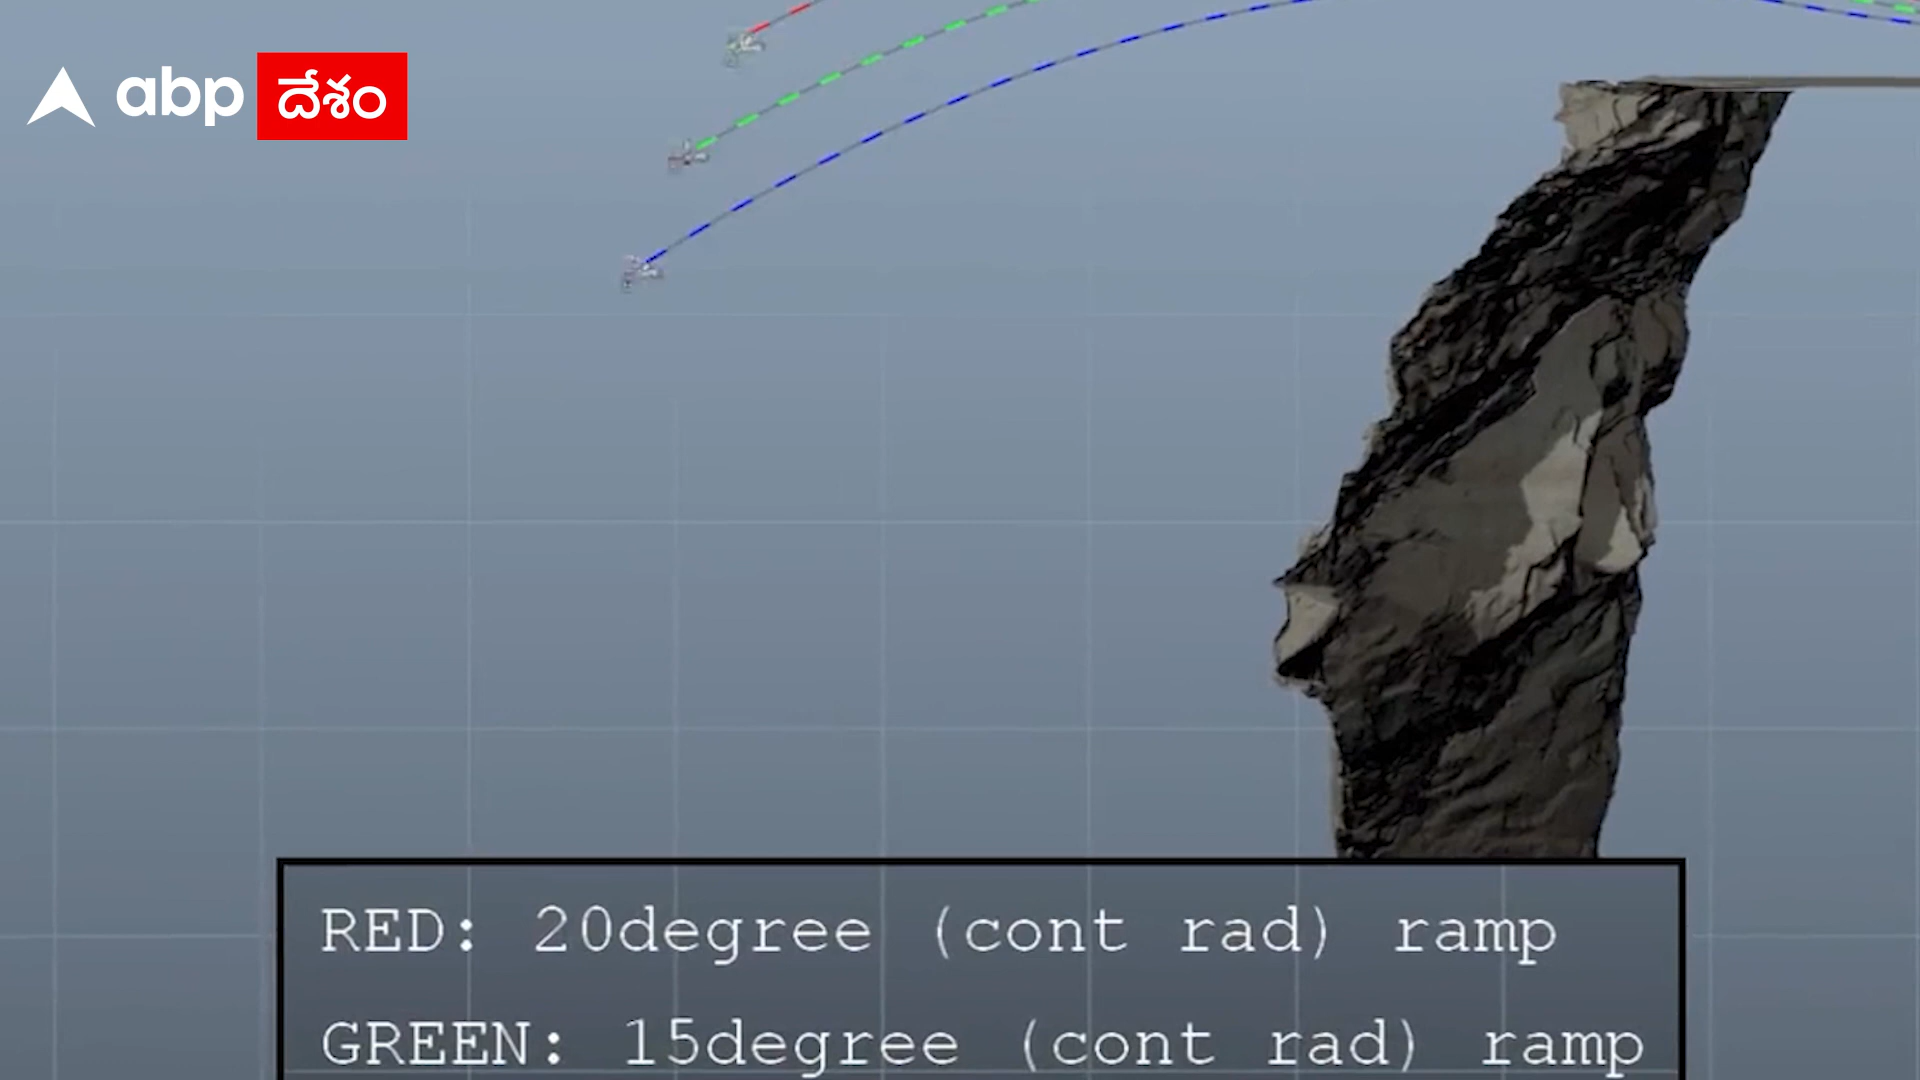 abp దేశం
RED: 20degree (cont rad) ramp
GREEN: 15degree (cont rad) ramp